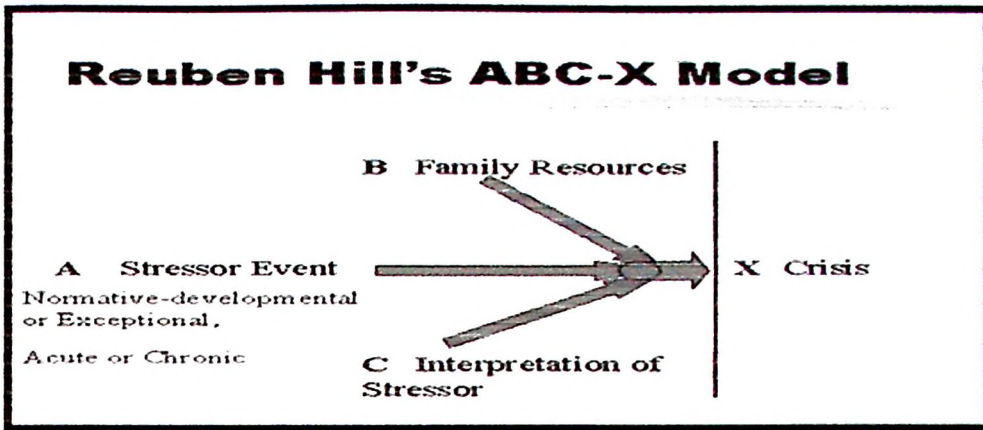 Reuben Hill's ABC-X Model
B Family Resources
A Stressor Event
X Crisis
Normative-developmental
or Exceptional,
Acute or Chronic
C Interpretation of
Stressor